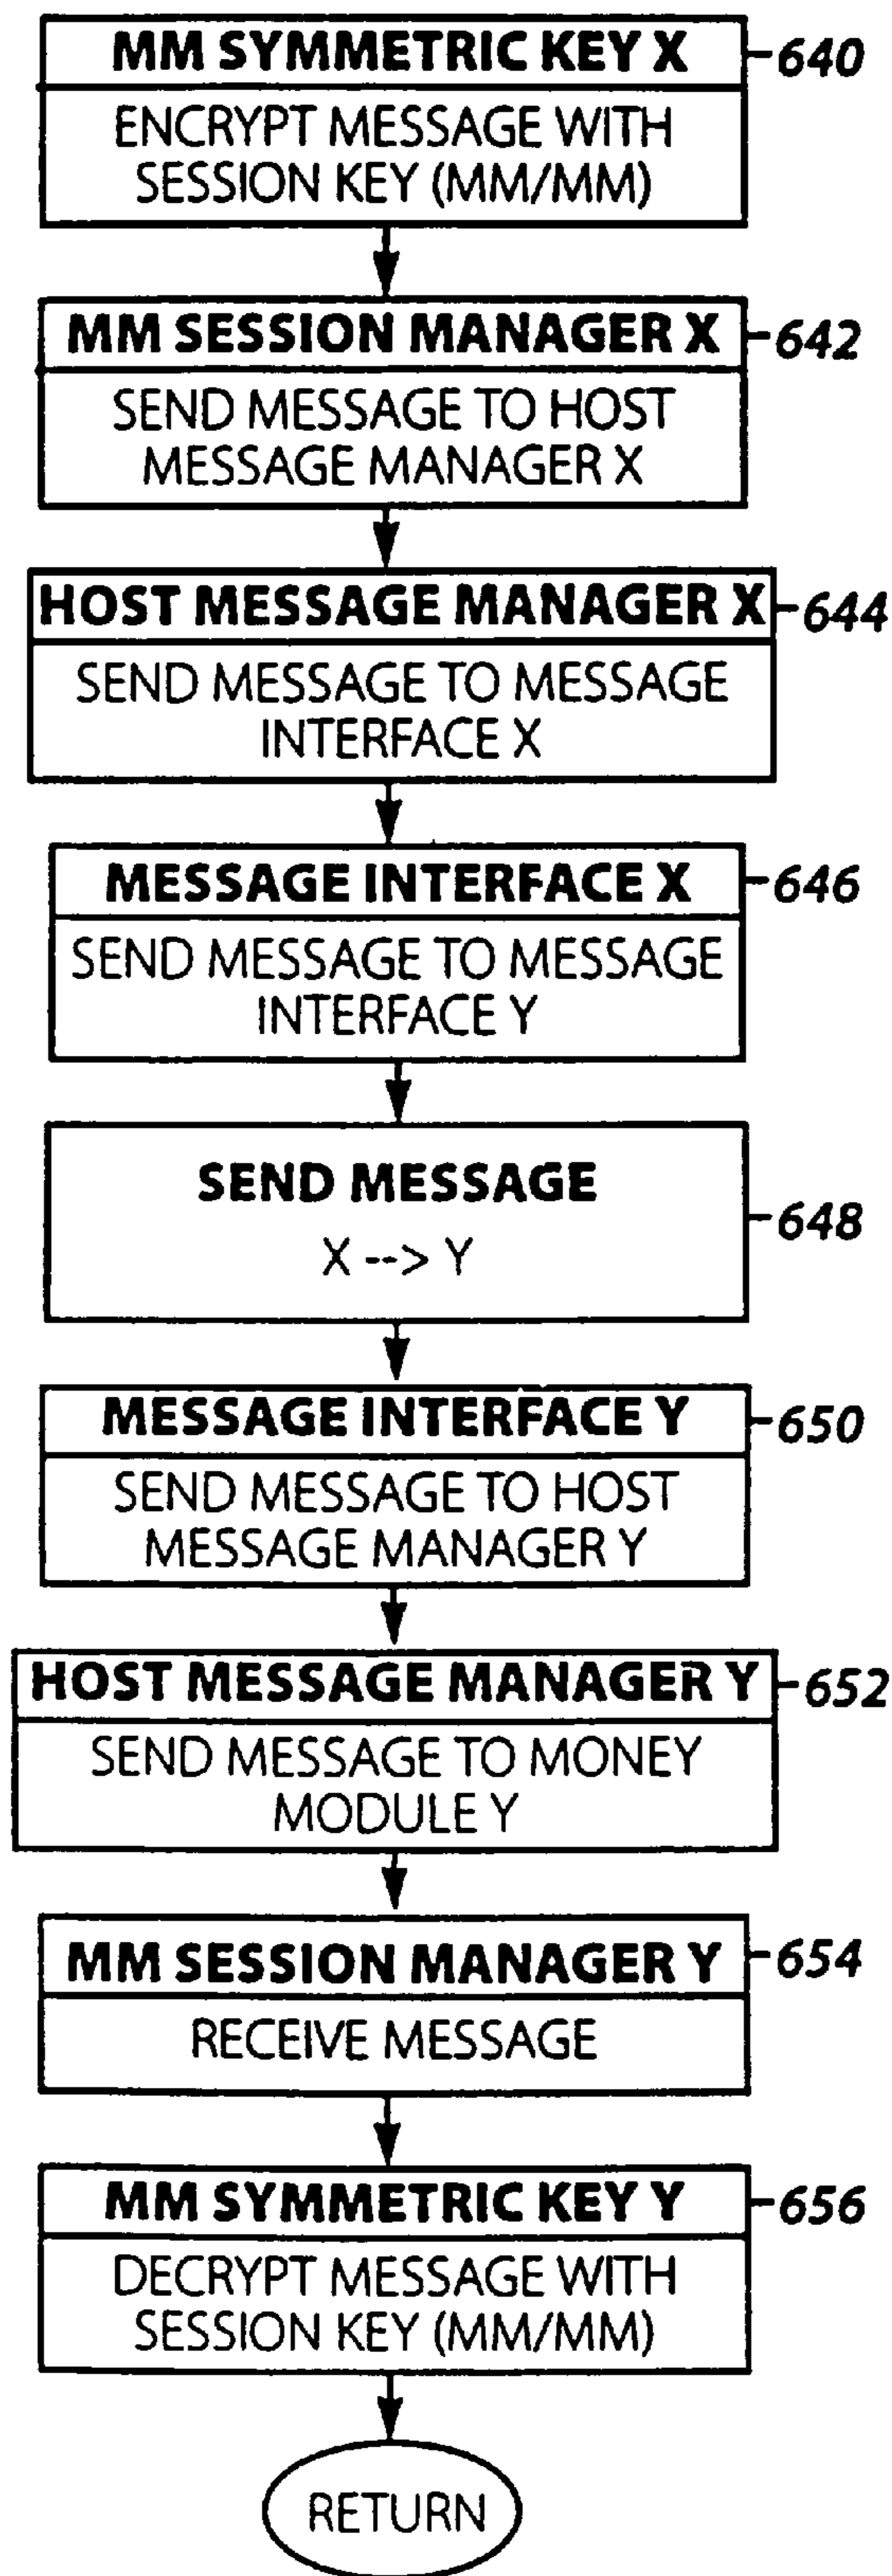 MM SYMMETRIC KEY X
640
ENCRYPT MESSAGE WITH
SESSION KEY (MM/MM)
MM SESSION MANAGER X
642
SEND MESSAGE TO HOST
MESSAGE MANAGER X
HOST MESSAGE MANAGER X
644
SEND MESSAGE TO MESSAGE
INTERFACE X
MESSAGE INTERFACE X
646
SEND MESSAGE TO MESSAGE
INTERFACE Y
SEND MESSAGE
648
X --> Y
MESSAGE INTERFACE Y
650
SEND MESSAGE TO HOST
MESSAGE MANAGER Y
HOST MESSAGE MANAGER Y
652
SEND MESSAGE TO MONEY
MODULE Y
MM SESSION MANAGER Y
654
RECEIVE MESSAGE
MM SYMMETRIC KEY Y
656
DECRYPT MESSAGE WITH
SESSION KEY (MM/MM)
RETURN